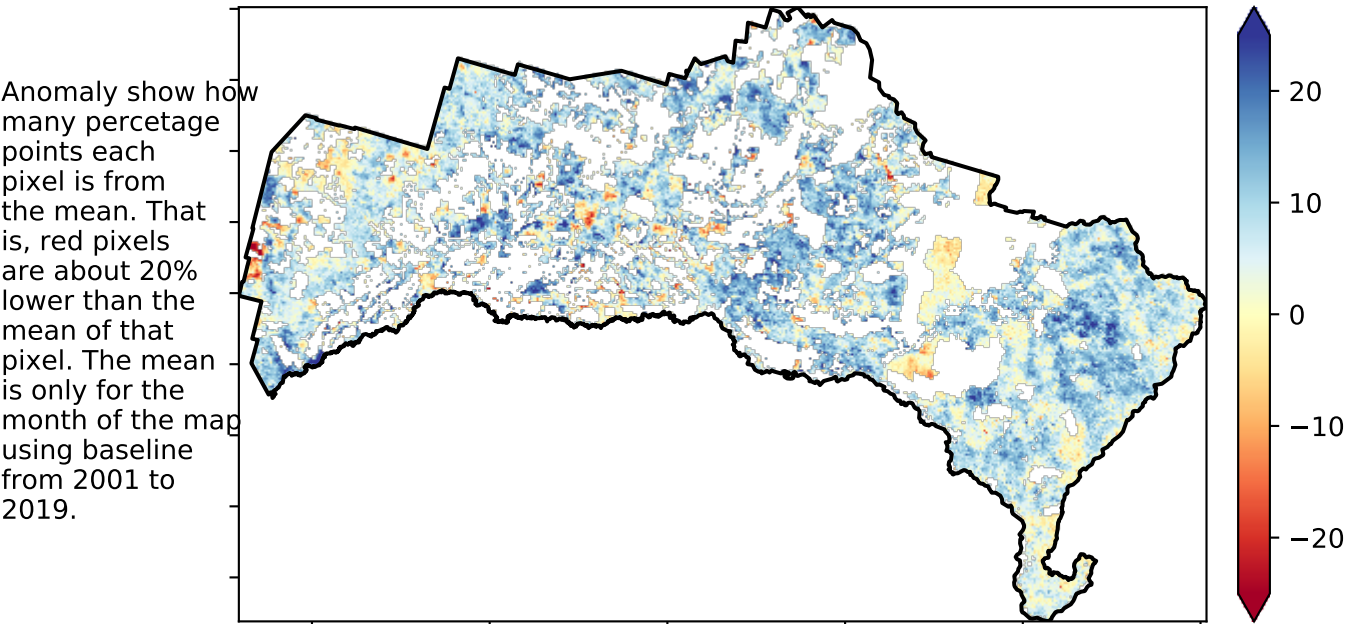 Anomaly show how
many percetage
points each
pixel is from
the mean. That
is, red pixels
are about 20%
lower than the
mean of that
pixel. The mean
is only for the
month of the map
using baseline
from 2001 to
2019.
20
10
0
−10
−20